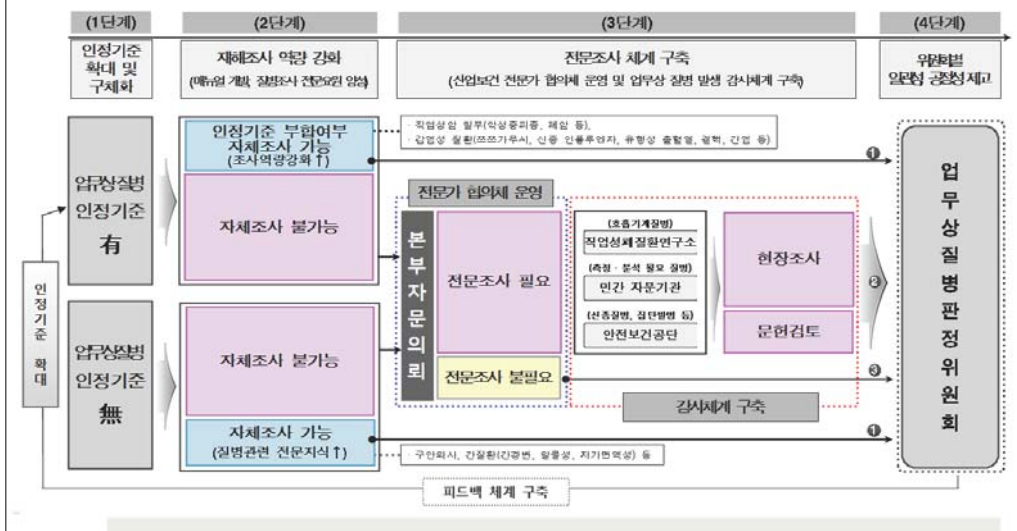 (1단계)
인정기준
확대 및
구체화
(2단계)
재해조사 역량 강화
(매뉴얼 개발, 질병조사 전문요원 양성)
(3단계)
전문조사 체계 구축
(산업보건 전문가 협의체 운영 및 업무상 질병 발생 감시체계 구축)
(4단계)
위원회별
일관성 공정성 제고
인정기준 확대
업무상질병
인정기준
有
업무상질병
인정기준
無
인정기준 부합여부
자체조사 가능
(조사역량강화↑)
자체조사 불가능
· 직업성암 일부(악성중피종, 폐암 등),
· 감염성 질환(쯔쯔가무시, 신종 인플루엔자, 유행성 출혈열, 결핵, 간염 등)
❶
자체조사 불가능
자체조사 가능
(질병관련 전문지식↑)
전문가 협의체 운영
본부자문의뢰
전문조사 필요
전문조사 불필요
(호흡기계질병)
직업성폐질환연구소
(측정·분석 필요 질병)
민간 자문기관
(신종질병, 집단발병 등)
안전보건공단
현장조사
문헌검토
❷
❸
감시체계 구축
❶
· 구안와사, 간질환(간경변, 알콜성, 자기면역성) 등
업무상질병판정위원회
피드백 체계 구축